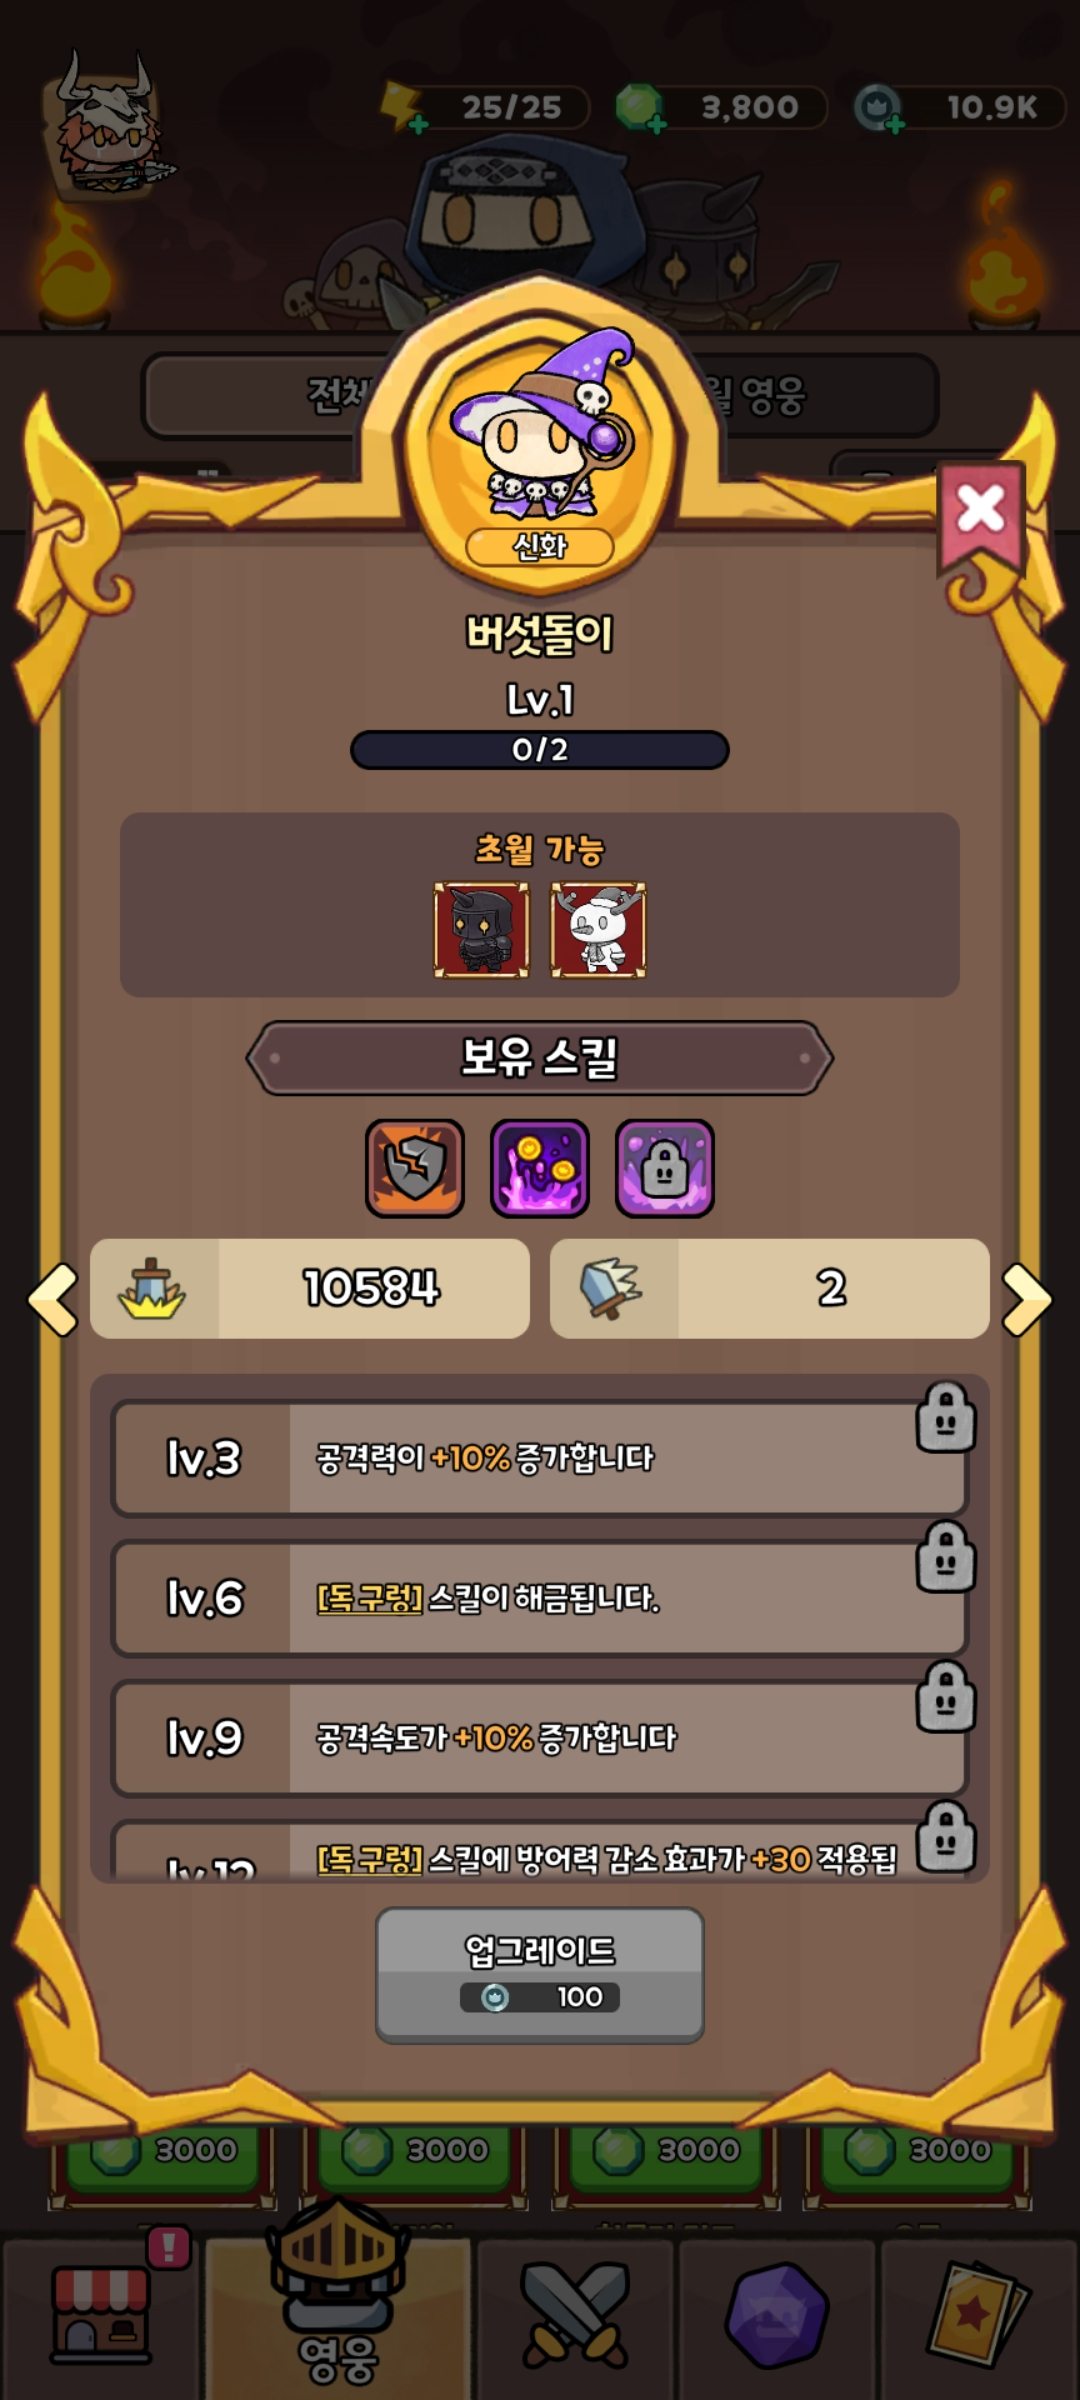 25/25
3,800
10.9K
전체
월 영웅
신화
버섯돌이
Lv.1
0/2
초월 가능
보유 스킬
10584
2
lv.3
공격력이 +10% 증가합니다
lv.6
[독 구렁] 스킬이 해금됩니다.
lv.9
공격속도가 +10% 증가합니다
lv.12
[독 구렁] 스킬에 방어력 감소 효과가 +30 적용됩
업그레이드
100
3000
3000
3000
3000
영웅